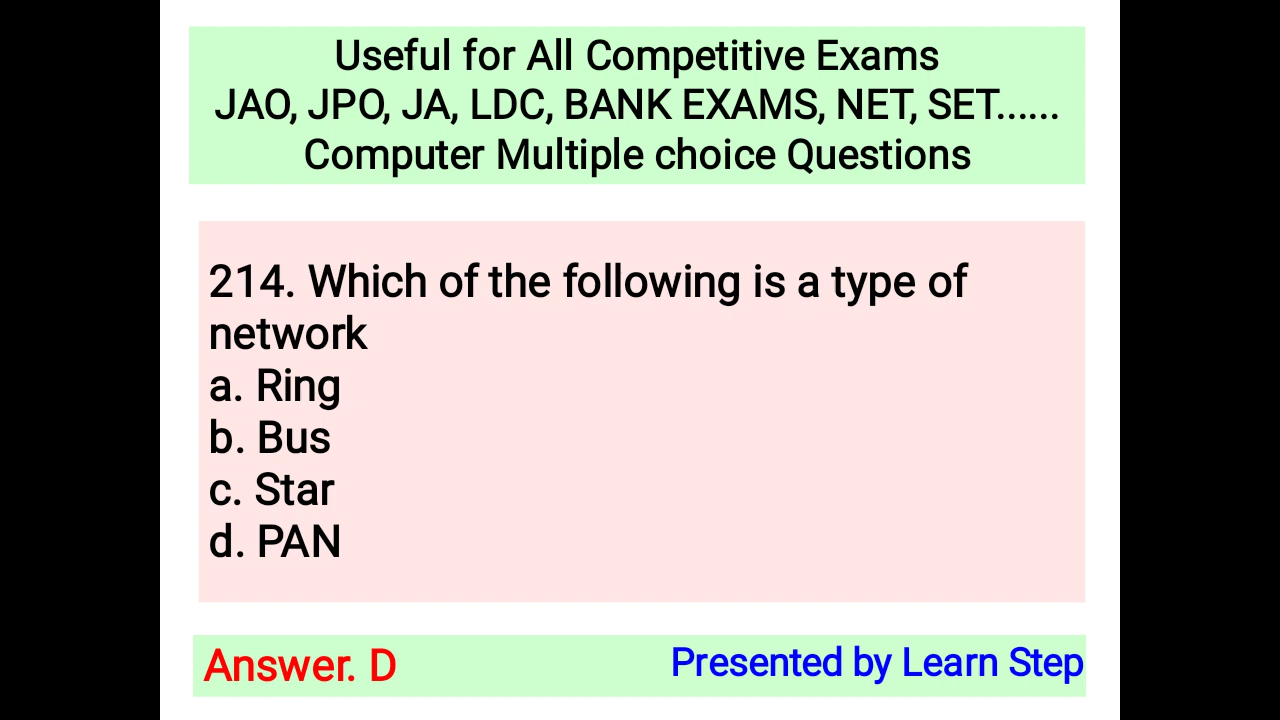 Useful for All Competitive Exams
JAO, JPO, JA, LDC, BANK EXAMS, NET, SET......
Computer Multiple choice Questions
214. Which of the following is a type of
network
a. Ring
b. Bus
c. Star
d. PAN
Answer. D
Presented by Learn Step